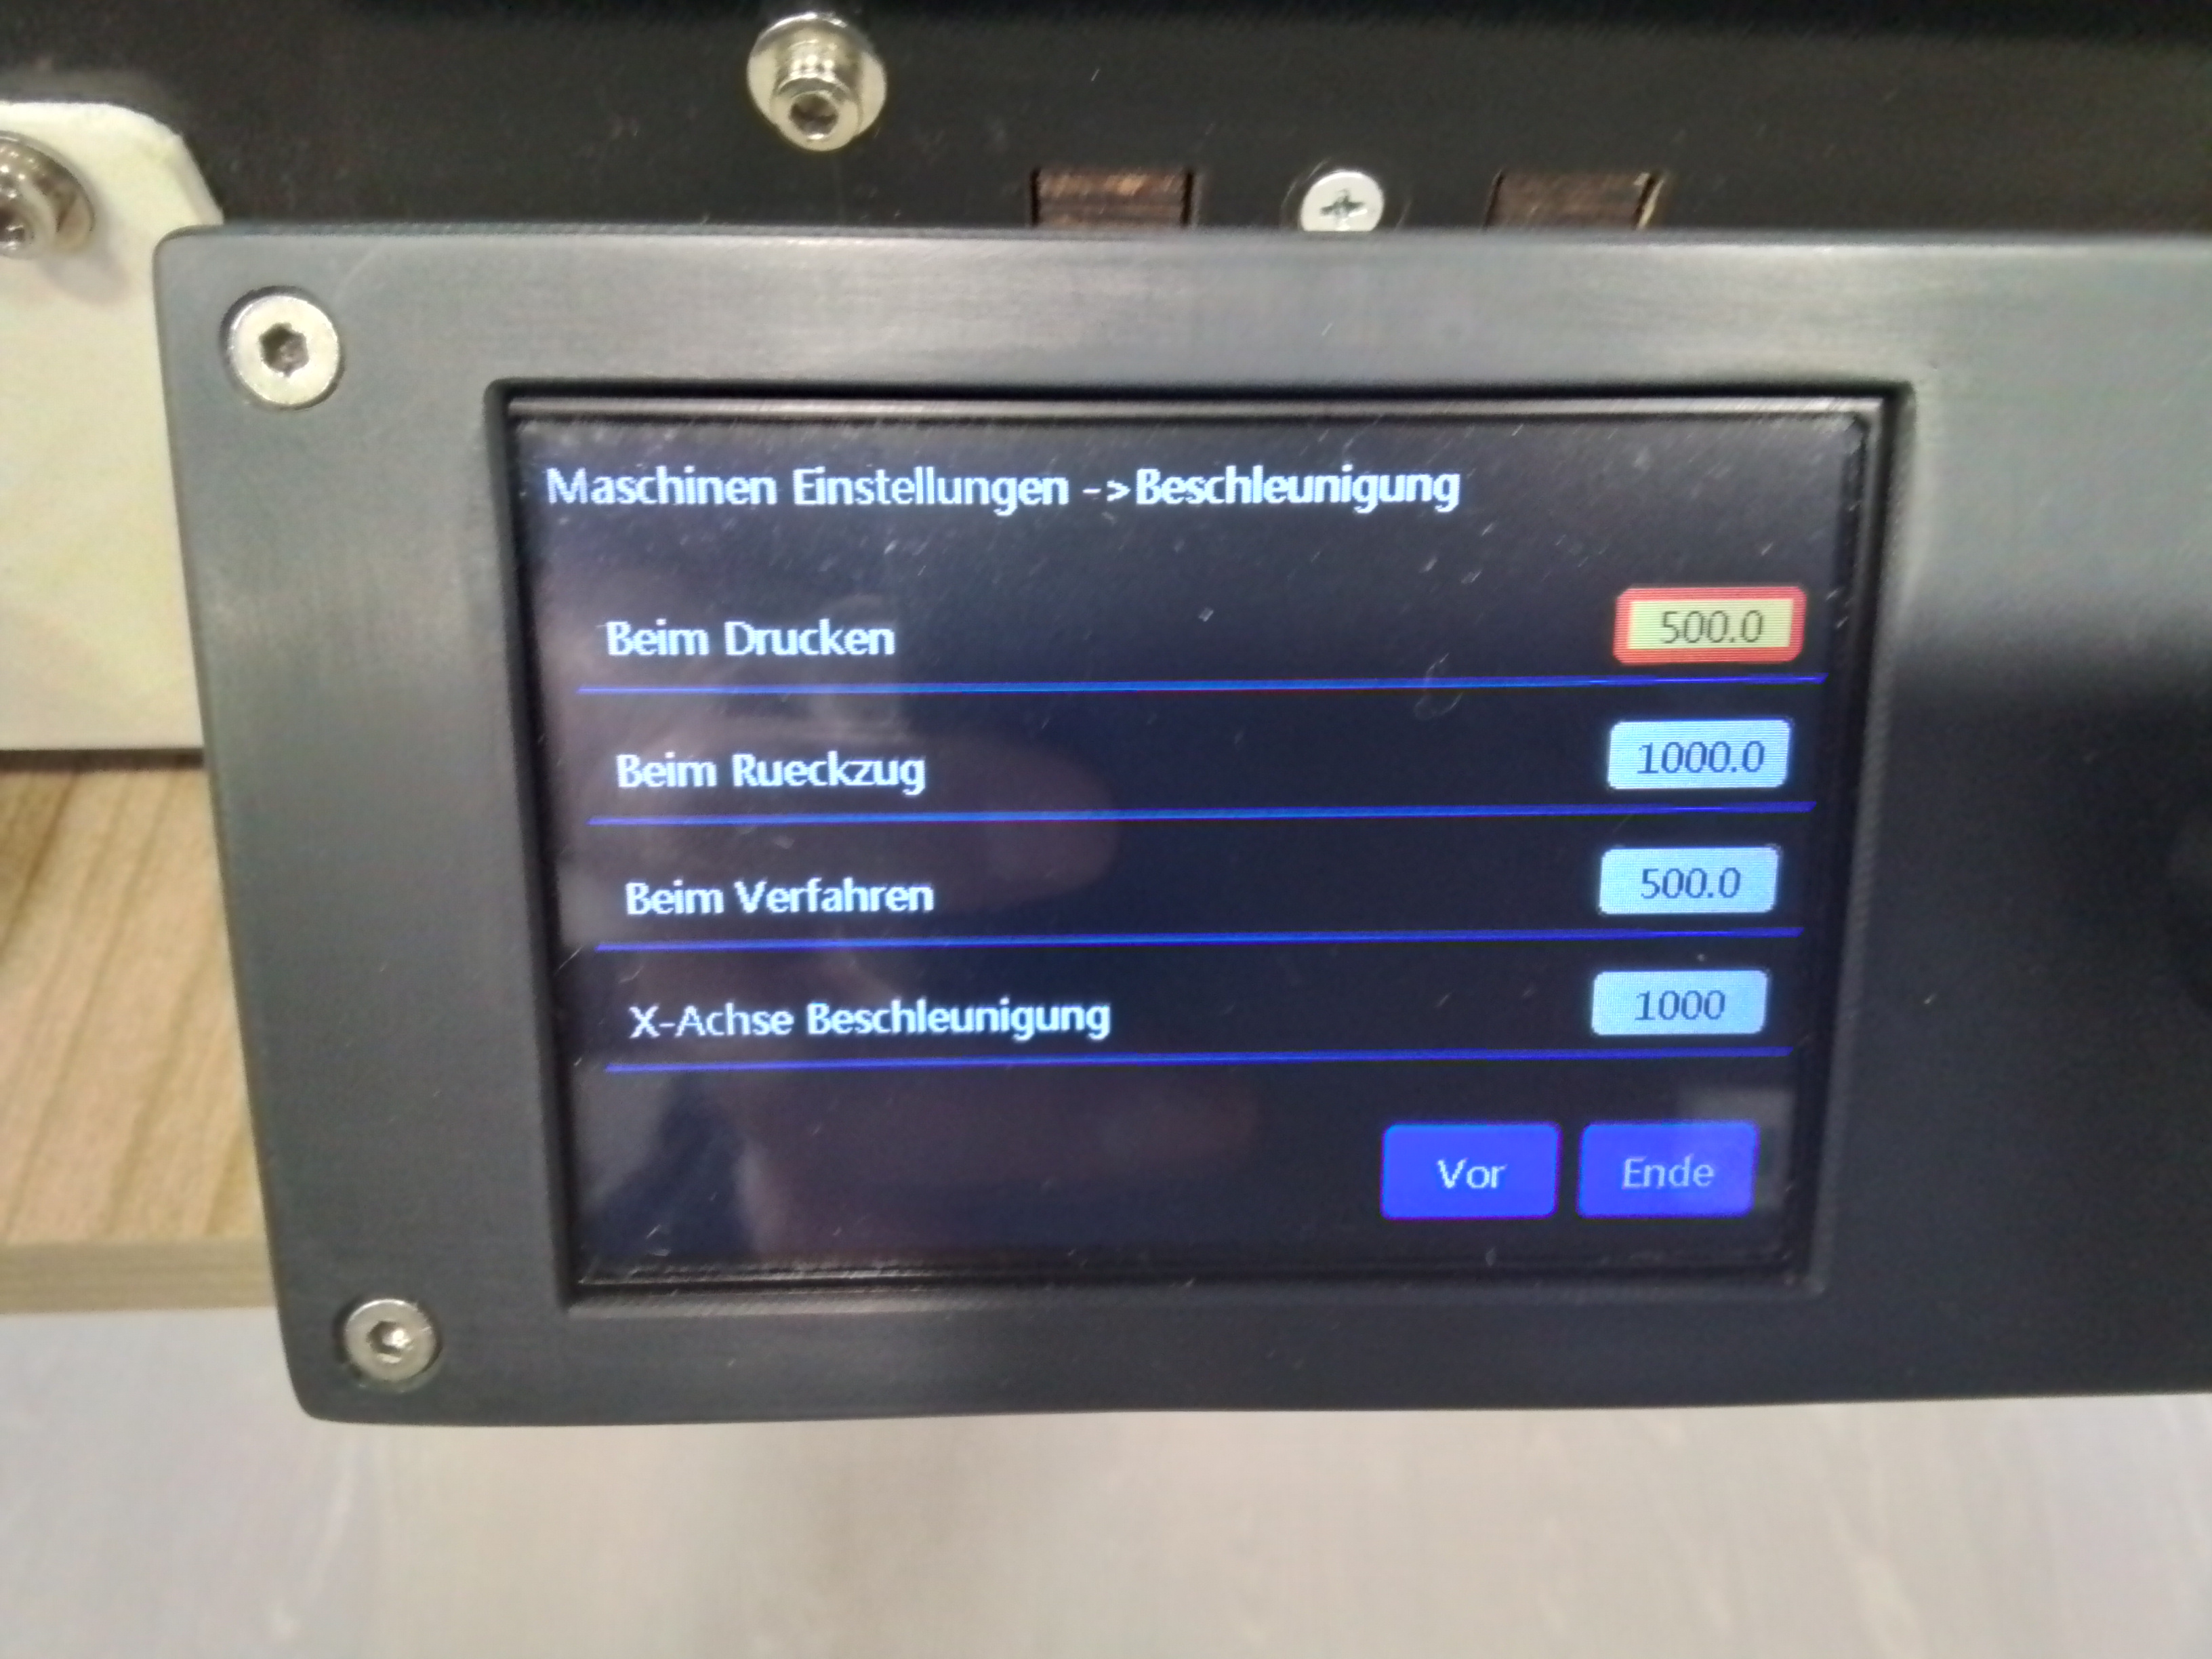 Maschinen Einstellungen ->Beschleunigung
Beim Drucken 500.0
Beim Rueckzug 1000.0
Beim Verfahren 500.0
X-Achse Beschleunigung 1000
Vor Ende